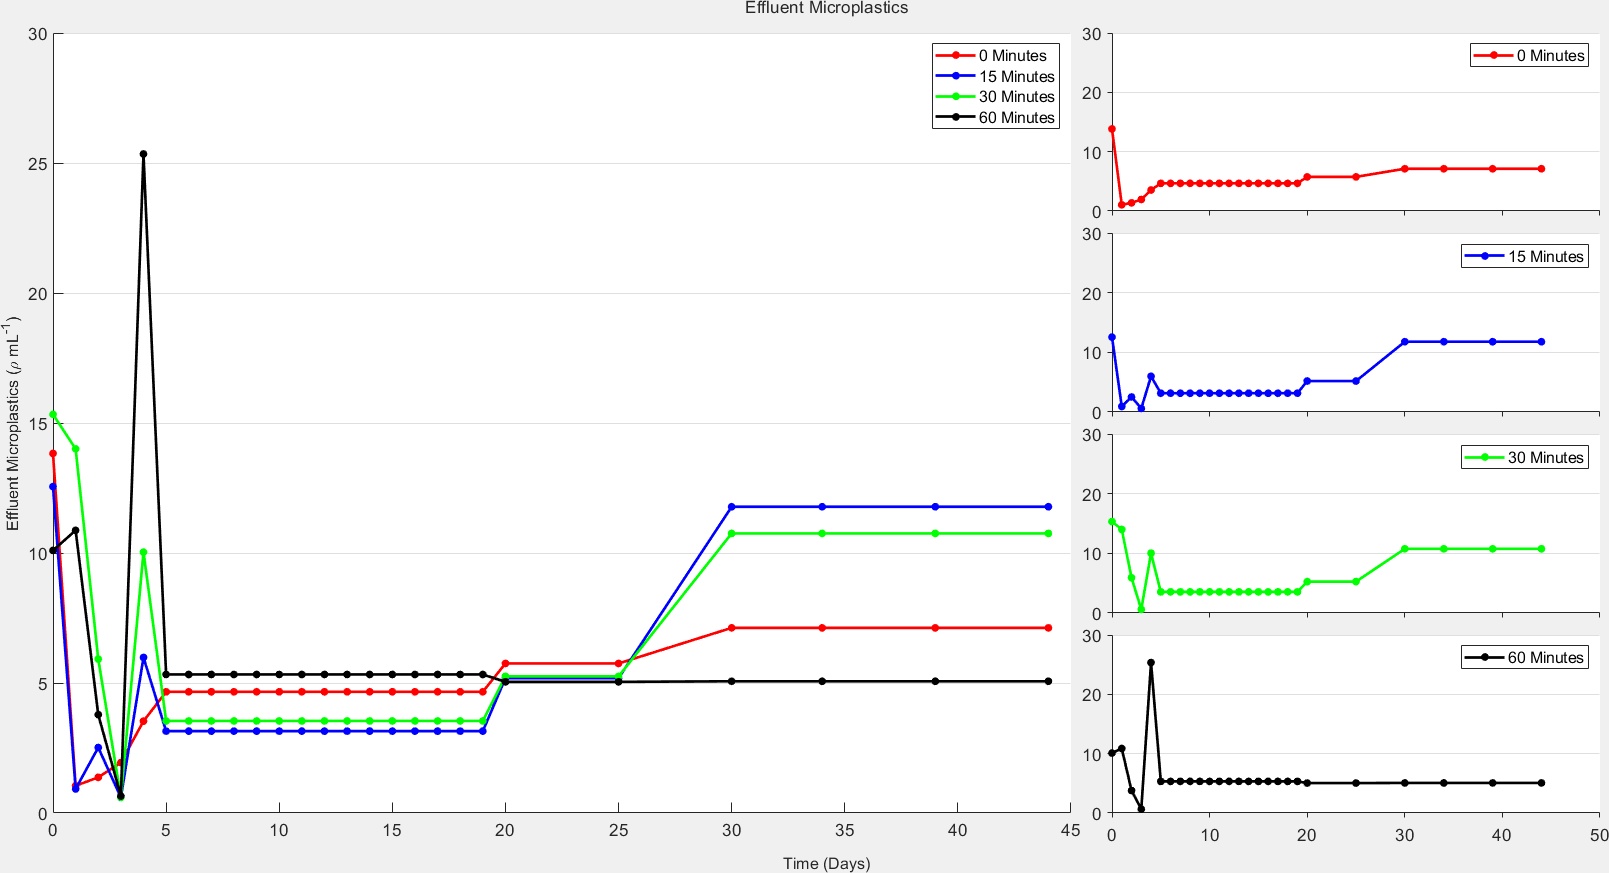 Effluent Microplastics
30
25
20
15
10
5
0
Effluent Microplastics (ρ mL⁻¹)
0 5 10 15 20 25 30 35 40 45
Time (Days)
0 Minutes
15 Minutes
30 Minutes
60 Minutes
30
20
10
0
0 Minutes
30
20
10
0
15 Minutes
30
20
10
0
30 Minutes
30
20
10
0
60 Minutes
0 10 20 30 40 50